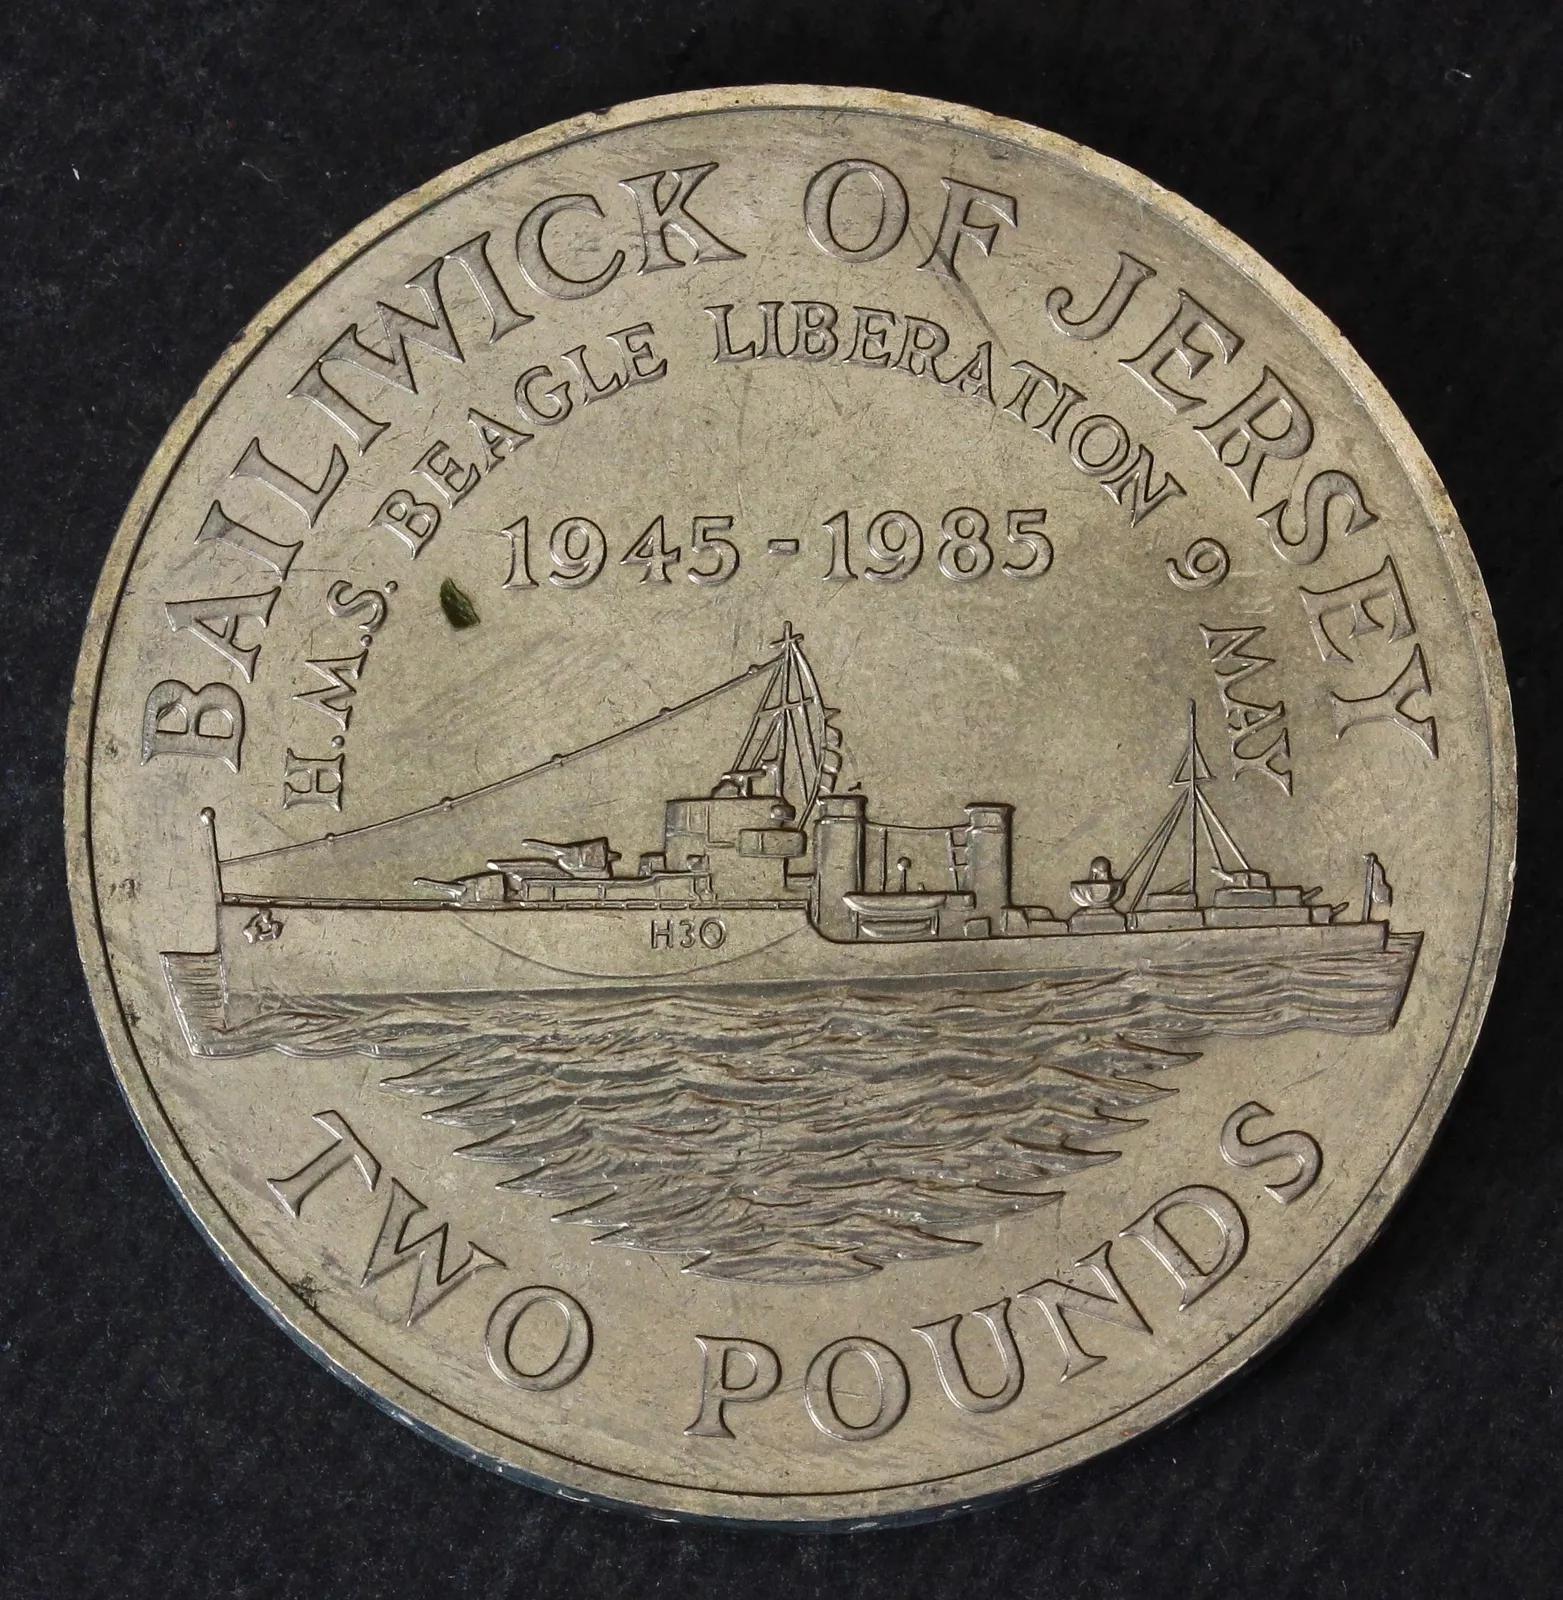 BAILIWICK OF JERSEY
H.M.S. BEAGLE LIBERATION 9 MAY
1945-1985
H30
TWO POUNDS